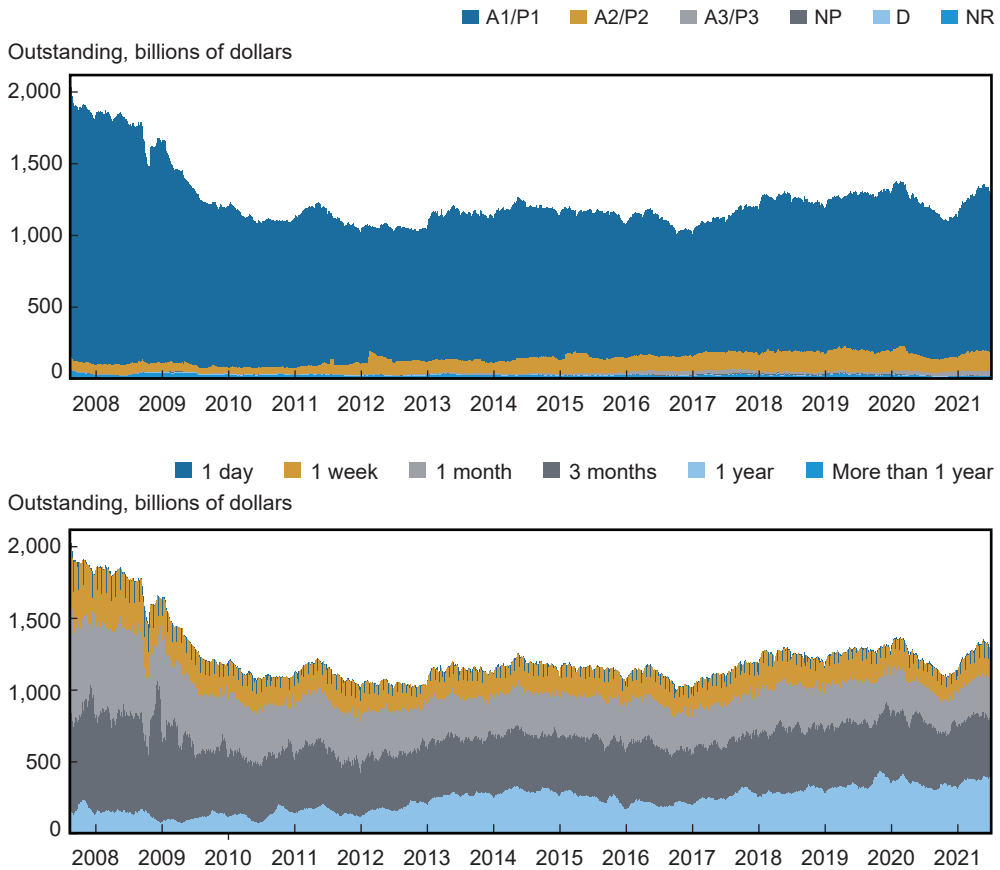 A1/P1 A2/P2 A3/P3 NP D NR
Outstanding, billions of dollars
2,000
1,500
1,000
500
0
2008 2009 2010 2011 2012 2013 2014 2015 2016 2017 2018 2019 2020 2021
1 day 1 week 1 month 3 months 1 year More than 1 year
Outstanding, billions of dollars
2,000
1,500
1,000
500
0
2008 2009 2010 2011 2012 2013 2014 2015 2016 2017 2018 2019 2020 2021